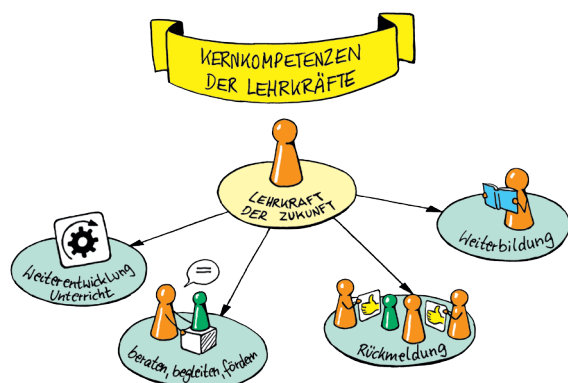 KERNKOMPETENZEN
DER LEHRKRÄFTE
LEHRKRAFT
DER ZUKUNFT
Weiterbildung
Weiterentwicklung
Unterricht
beraten, begleiten, fördern
Rückmeldung